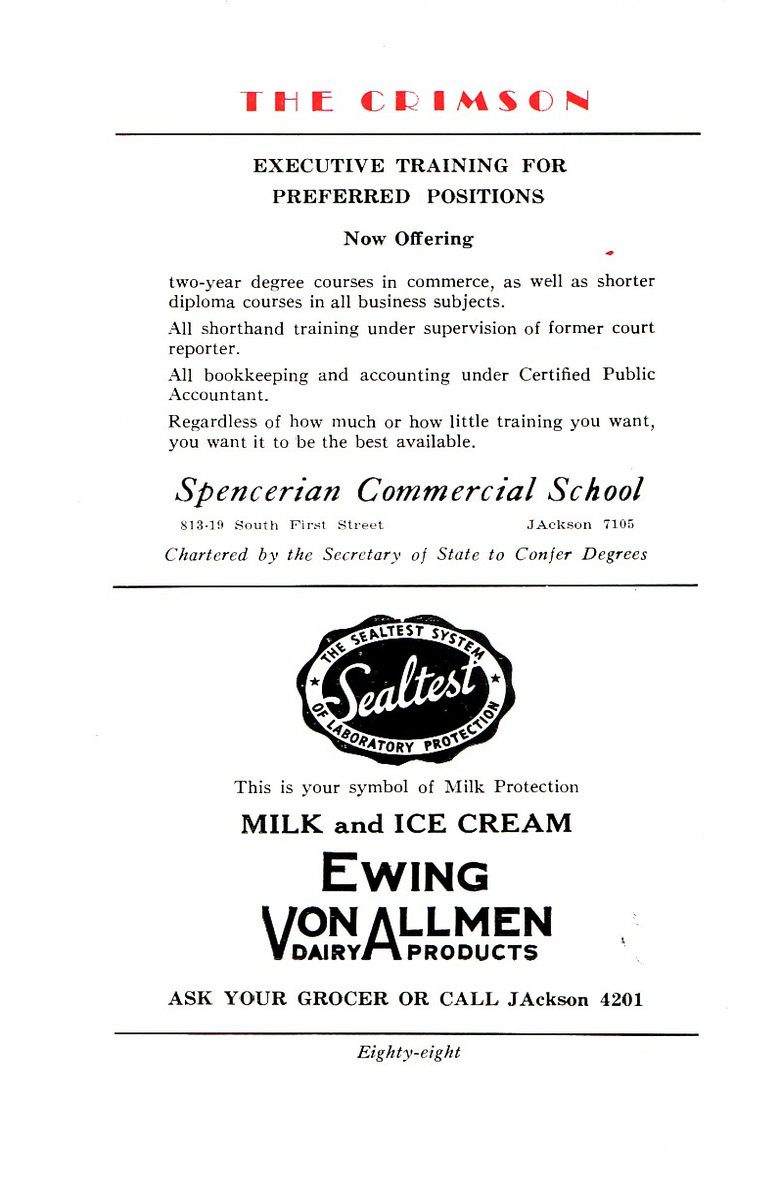 THE CRIMSON
EXECUTIVE TRAINING FOR
PREFERRED POSITIONS
Now Offering
two-year degree courses in commerce, as well as shorter
diploma courses in all business subjects.
All shorthand training under supervision of former court
reporter.
All bookkeeping and accounting under Certified Public
Accountant.
Regardless of how much or how little training you want,
you want it to be the best available.
Spencerian Commercial School
813-19 South First Street JAckson 7105
Chartered by the Secretary of State to Confer Degrees
THE SEALTEST SYSTEM
Sealtest
OF LABORATORY PROTECTION
This is your symbol of Milk Protection
MILK and ICE CREAM
EWING
VON ALLMEN
DAIRY PRODUCTS
ASK YOUR GROCER OR CALL JAckson 4201
Eighty-eight